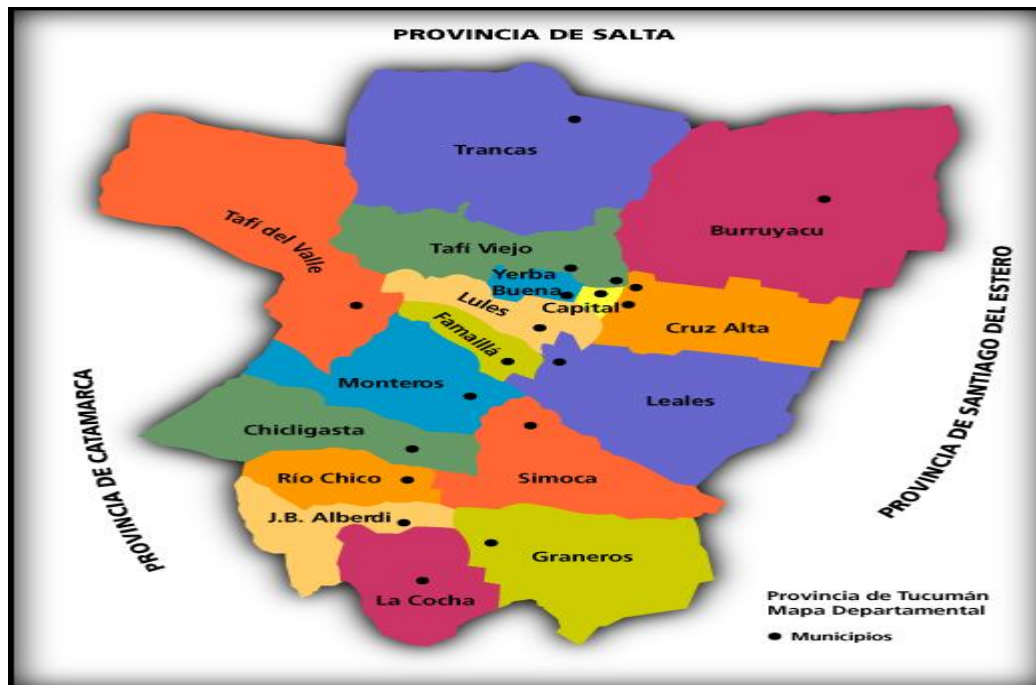 PROVINCIA DE SALTA
Trancas
Burruyacu
Tafí del Valle
Tafí Viejo
Yerba
Buena
Capital
Lules
Cruz Alta
Famaillá
Monteros
Leales
Chicligasta
Río Chico
Simoca
J.B. Alberdi
Graneros
La Cocha
PROVINCIA DE CATAMARCA
PROVINCIA DE SANTIAGO DEL ESTERO
Provincia de Tucumán
Mapa Departamental
Municipios